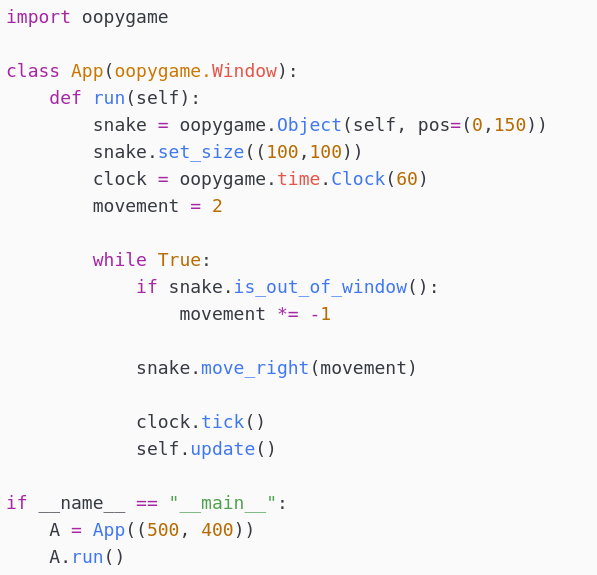 import oopygame

class App(oopygame.Window):
    def run(self):
        snake = oopygame.Object(self, pos=(0,150))
        snake.set_size((100,100))
        clock = oopygame.time.Clock(60)
        movement = 2

        while True:
            if snake.is_out_of_window():
                movement *= -1

            snake.move_right(movement)

            clock.tick()
            self.update()

if __name__ == "__main__":
    A = App((500, 400))
    A.run()